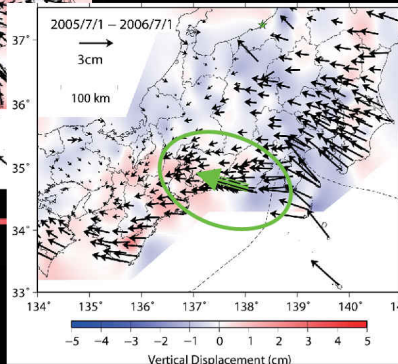 2005/7/1 – 2006/7/1
3cm
100 km
37°
36°
35°
34°
33°
134° 135° 136° 137° 138° 139° 140° 14
−5 −4 −3 −2 −1 0 1 2 3 4 5
Vertical Displacement (cm)